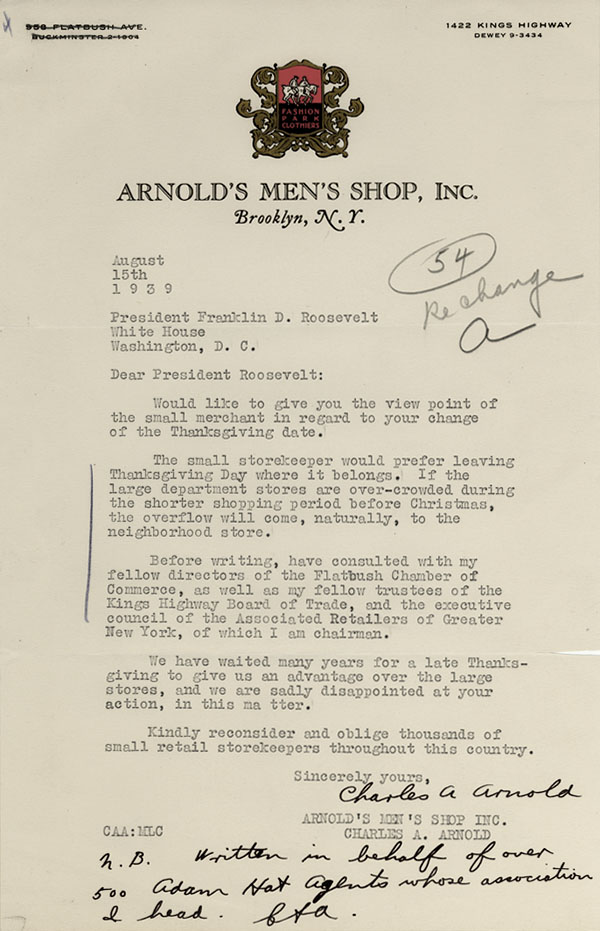 958 FLATBUSH AVE.
BUCKMINSTER 2-1904
1422 KINGS HIGHWAY
DEWEY 9-3434
FASHION
PARK
CLOTHIERS
ARNOLD'S MEN'S SHOP, INC.
Brooklyn, N. Y.
54
Re change
a
August
15th
1 9 3 9
President Franklin D. Roosevelt
White House
Washington, D. C.
Dear President Roosevelt:
Would like to give you the view point of
the small merchant in regard to your change
of the Thanksgiving date.
The small storekeeper would prefer leaving
Thanksgiving Day where it belongs. If the
large department stores are over-crowded during
the shorter shopping period before Christmas,
the overflow will come, naturally, to the
neighborhood store.
Before writing, have consulted with my
fellow directors of the Flatbush Chamber of
Commerce, as well as my fellow trustees of the
Kings Highway Board of Trade, and the executive
council of the Associated Retailers of Greater
New York, of which I am chairman.
We have waited many years for a late Thanks-
giving to give us an advantage over the large
stores, and we are sadly disappointed at your
action, in this ma tter.
Kindly reconsider and oblige thousands of
small retail storekeepers throughout this country.
Sincerely yours,
Charles A Arnold
ARNOLD'S MEN'S SHOP INC.
CAA:MLC CHARLES A. ARNOLD
N.B. Written in behalf of over
500 Adam Hat Agents whose association
I head. CAA.